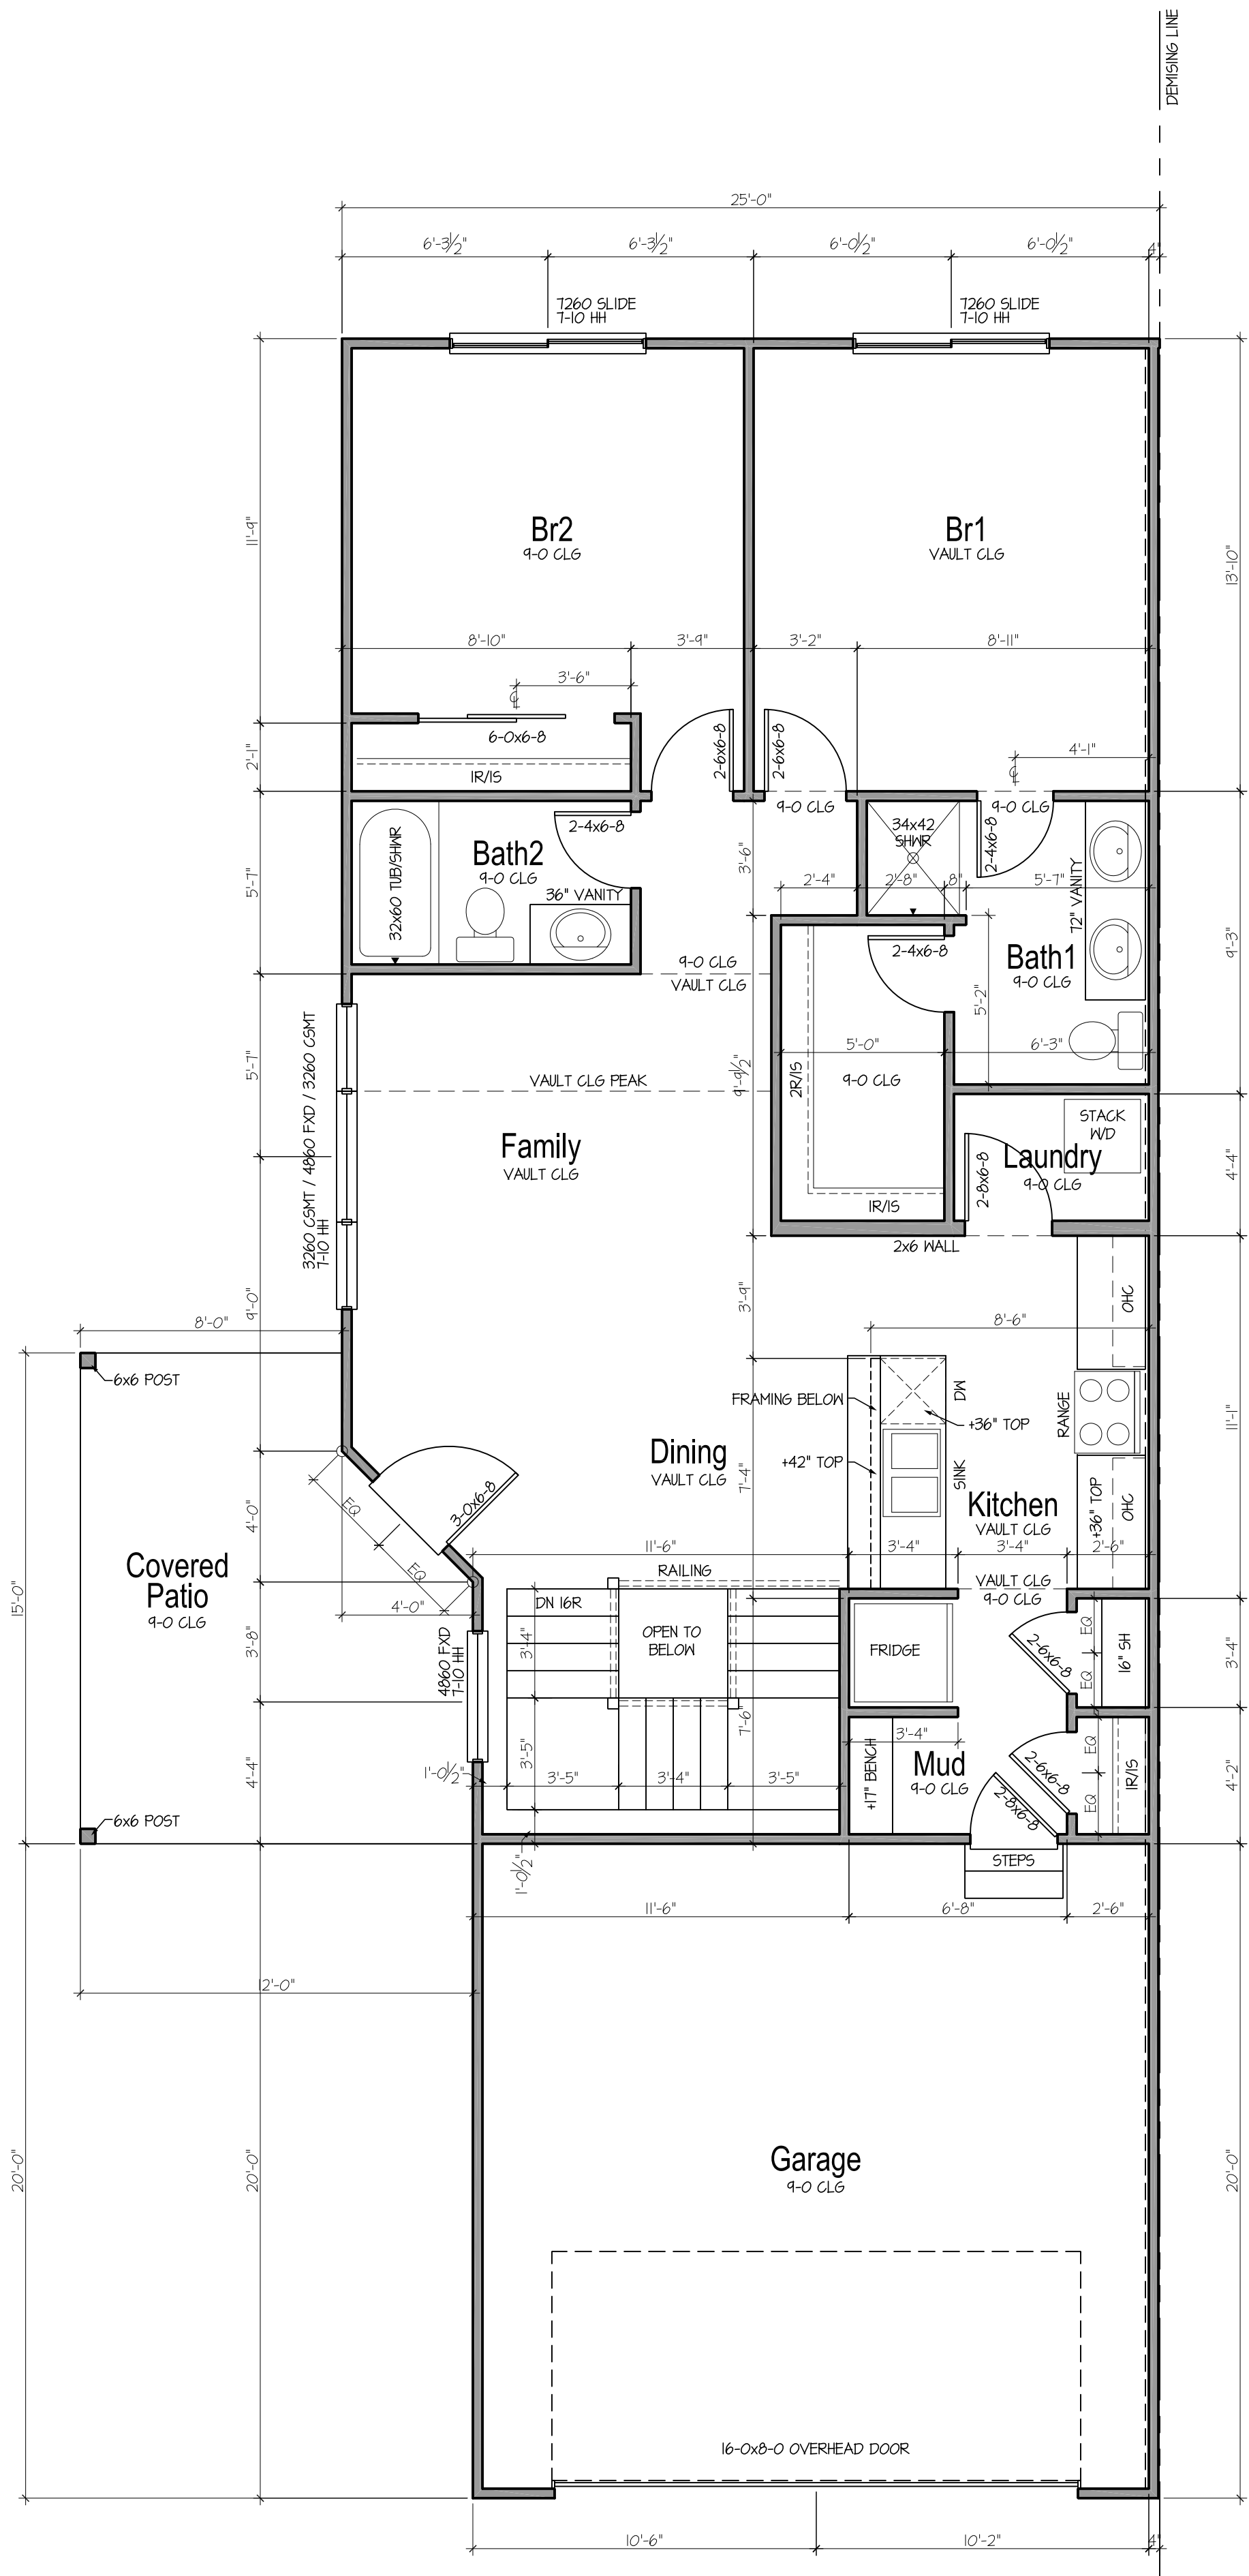 DEMISING LINE
25'-0"
6'-3½"
6'-3½"
6'-0½"
6'-0½"
4"
7260 SLIDE
7-10 HH
7260 SLIDE
7-10 HH
11'-9"
13'-10"
Br2
9-0 CLG
Br1
VAULT CLG
8'-10"
3'-9"
3'-2"
8'-11"
3'-6"
℄
6-0x6-8
2-6x6-8
2-6x6-8
4'-1"
℄
2'-1"
1R/1S
9-0 CLG
9-0 CLG
32x60 TUB/SHWR
2-4x6-8
Bath2
9-0 CLG
36" VANITY
5'-7"
3'-6"
34x42
SHWR
2-4x6-8
2'-4"
2'-8"
8"
5'-7"
72" VANITY
2-4x6-8
Bath1
9-0 CLG
9'-3"
9-0 CLG
VAULT CLG
5'-2"
3260 CSMT / 4860 FXD / 3260 CSMT
7-10 HH
5'-7"
9'-9½"
5'-0"
6'-3"
VAULT CLG PEAK
2R/1S
9-0 CLG
Family
VAULT CLG
STACK
W/D
Laundry
9-0 CLG
2-8x6-8
4'-4"
1R/1S
2x6 WALL
9'-0"
3'-9"
OHC
8'-0"
8'-6"
6x6 POST
FRAMING BELOW
DW
+36" TOP
RANGE
11'-1"
Dining
VAULT CLG
+42" TOP
7'-4"
SINK
Kitchen
VAULT CLG
+36" TOP
OHC
3-0x6-8
EQ
EQ
4'-0"
11'-6"
3'-4"
3'-4"
2'-6"
Covered
Patio
9-0 CLG
15'-0"
4'-0"
RAILING
VAULT CLG
9-0 CLG
DN 16R
OPEN TO
BELOW
3'-4"
FRIDGE
2-6x6-8
EQ
EQ
16" SH
3'-4"
3'-8"
4860 FXD
7-10 HH
7'-6"
3'-4"
3'-5"
+17" BENCH
Mud
9-0 CLG
2-6x6-8
2-8x6-8
EQ
EQ
1R/1S
4'-2"
4'-4"
1'-0½"
3'-5"
3'-4"
3'-5"
6x6 POST
1'-0½"
STEPS
11'-6"
6'-8"
2'-6"
12'-0"
20'-0"
20'-0"
20'-0"
Garage
9-0 CLG
16-0x8-0 OVERHEAD DOOR
10'-6"
10'-2"
4"